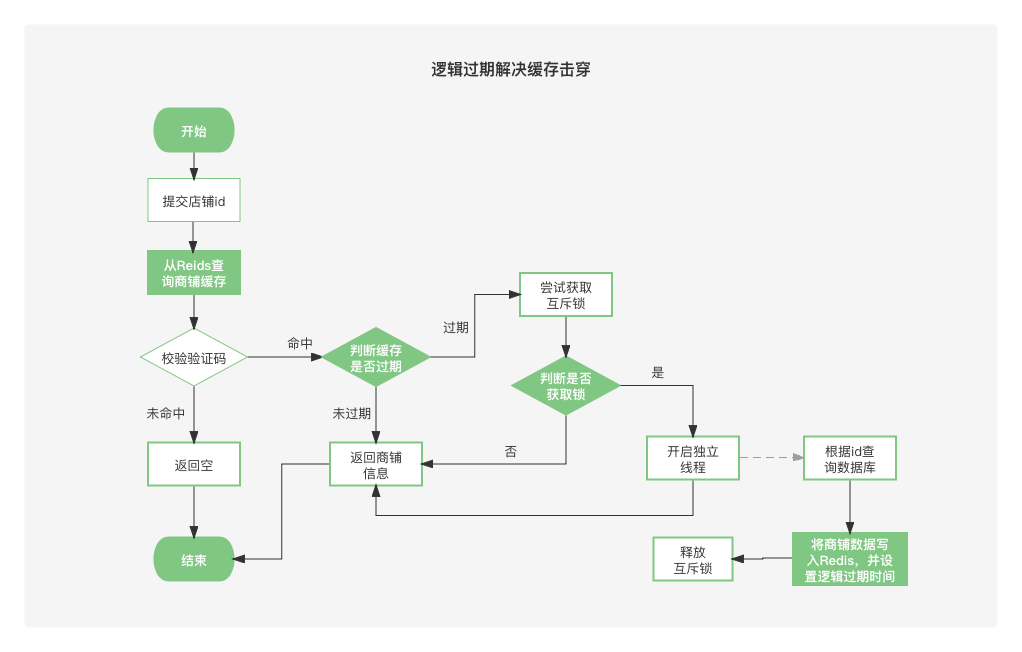 逻辑过期解决缓存击穿
开始
提交店铺id
从Reids查
询商铺缓存
校验验证码
命中
未命中
返回空
结束
判断缓存
是否过期
过期
未过期
返回商铺
信息
尝试获取
互斥锁
判断是否
获取锁
是
否
开启独立
线程
根据id查
询数据库
将商铺数据写
入Redis，并设
置逻辑过期时间
释放
互斥锁